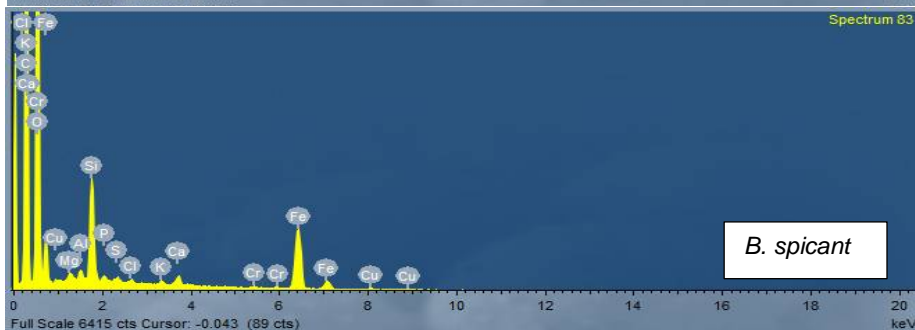 Spectrum 83
Cl Fe
K
C
Ca
Cr
O
Si
Cu
Mg
Al
P
S
Cl
K
Ca
Cr
Cr
Fe
Fe
Cu
Cu
B. spicant
0 2 4 6 8 10 12 14 16 18 20
Full Scale 6415 cts Cursor: -0.043 (89 cts) keV